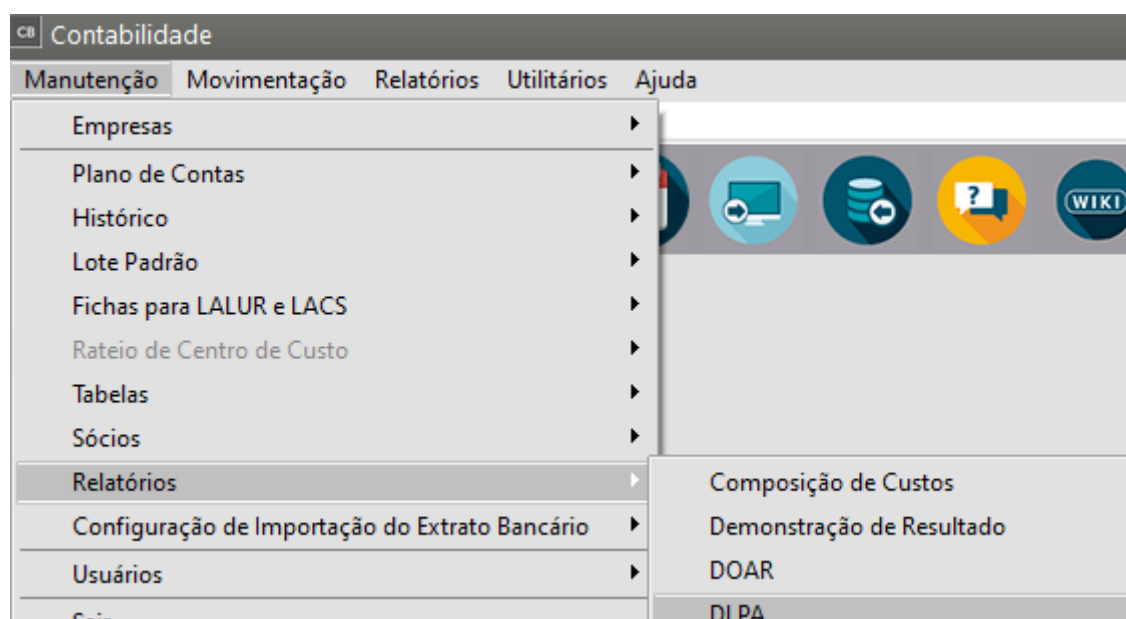 CB Contabilidade
Manutenção Movimentação Relatórios Utilitários Ajuda
Empresas
Plano de Contas
Histórico
Lote Padrão
Fichas para LALUR e LACS
Rateio de Centro de Custo
Tabelas
Sócios
Relatórios
Configuração de Importação do Extrato Bancário
Usuários
Sair
?
WIKI
Composição de Custos
Demonstração de Resultado
DOAR
DLPA